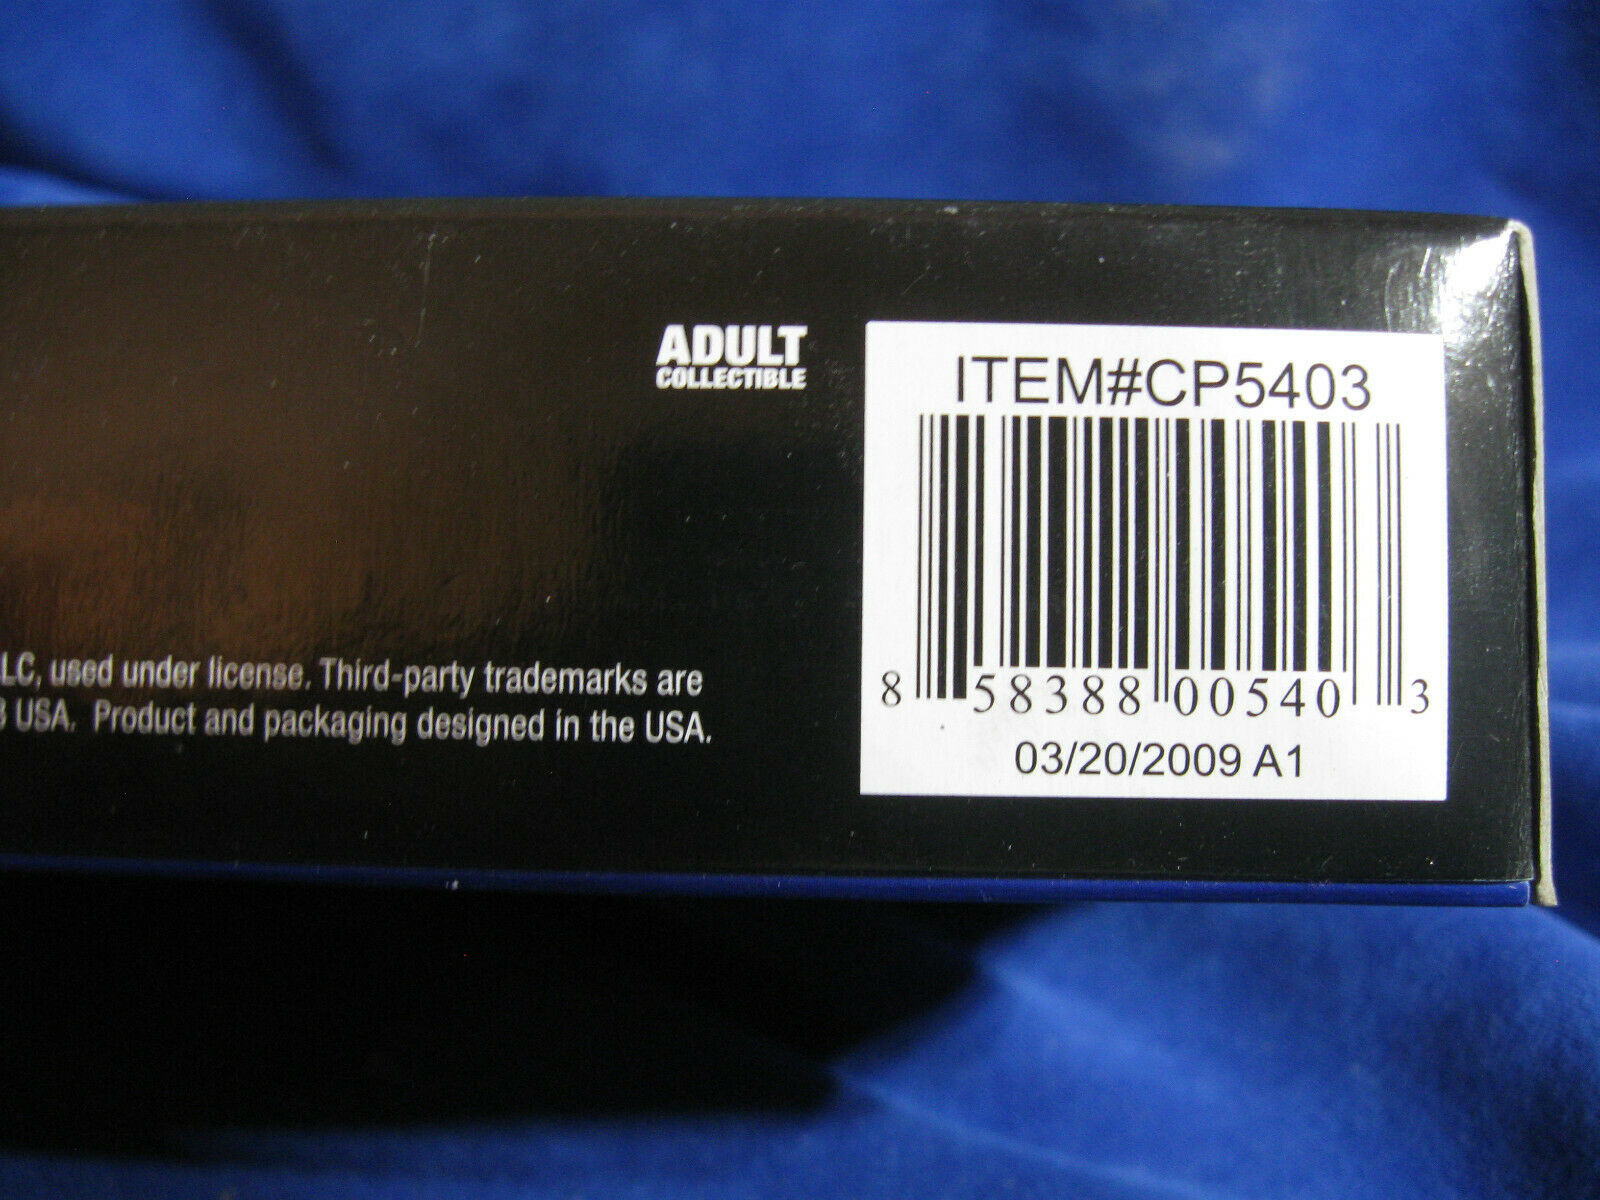 ADULT
COLLECTIBLE
ITEM#CP5403
8 58388 00540 3
03/20/2009 A1
LC, used under license. Third-party trademarks are
USA. Product and packaging designed in the USA.